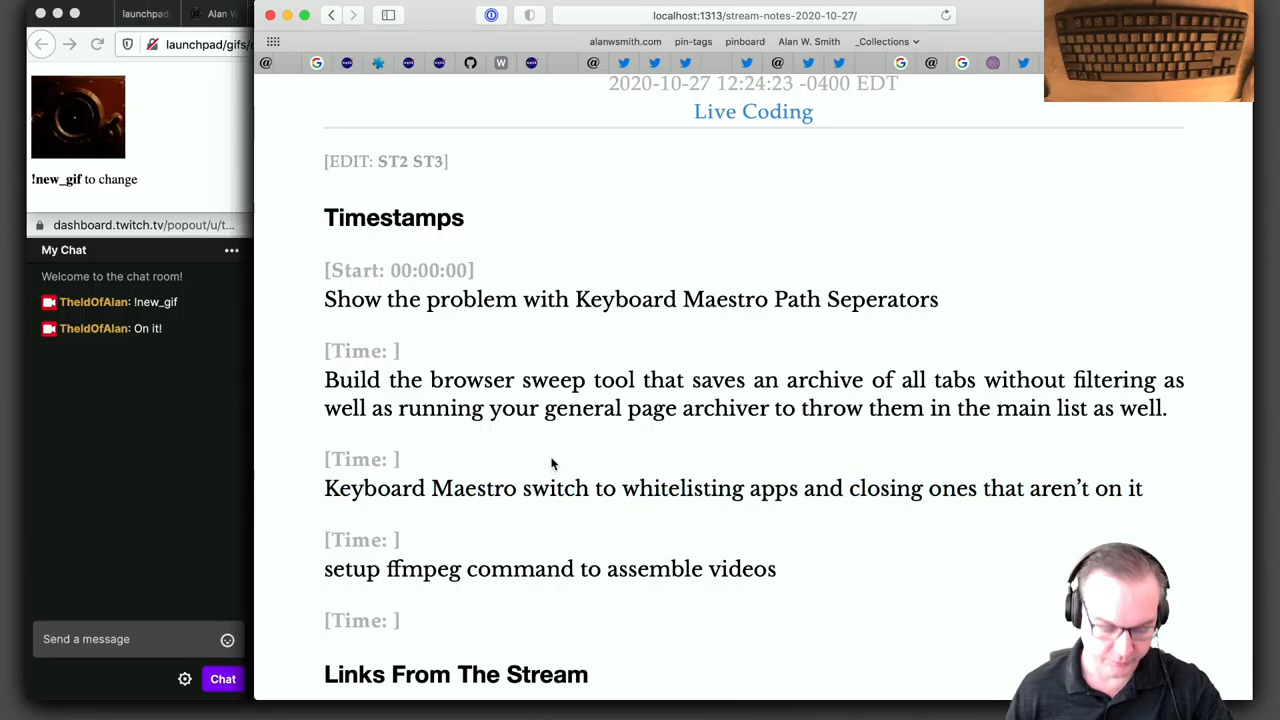 launchpad
Alan W
launchpad/gifs/
!new_gif to change
dashboard.twitch.tv/popout/u/t...
My Chat
Welcome to the chat room!
TheIdOfAlan: !new_gif
TheIdOfAlan: On it!
Send a message
Chat
localhost:1313/stream-notes-2020-10-27/
alanwsmith.com pin-tags pinboard Alan W. Smith _Collections
2020-10-27 12:24:23 -0400 EDT
Live Coding
[EDIT: ST2 ST3]
Timestamps
[Start: 00:00:00]
Show the problem with Keyboard Maestro Path Seperators
[Time: ]
Build the browser sweep tool that saves an archive of all tabs without filtering as
well as running your general page archiver to throw them in the main list as well.
[Time: ]
Keyboard Maestro switch to whitelisting apps and closing ones that aren’t on it
[Time: ]
setup ffmpeg command to assemble videos
[Time: ]
Links From The Stream